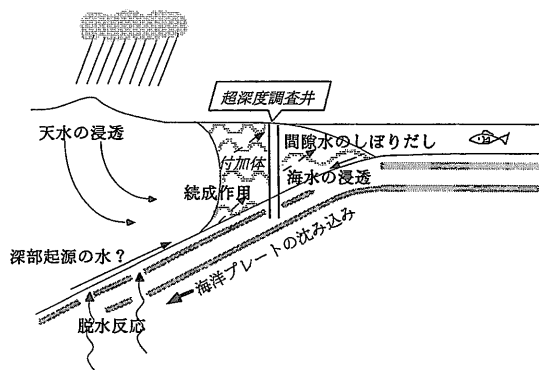 超深度調査井
天水の浸透
間隙水のしぼりだし
付加体
海水の浸透
続成作用
深部起源の水？
海洋プレートの沈み込み
脱水反応